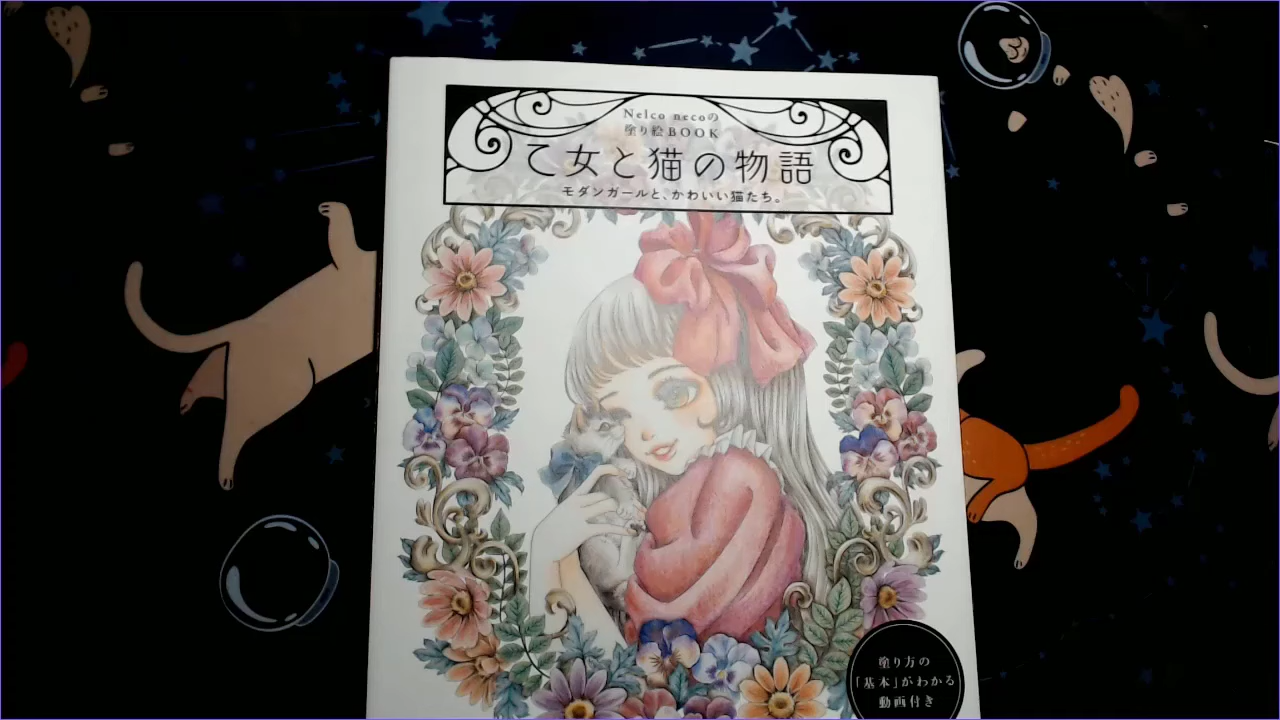 Nelco necoの
塗り絵BOOK
乙女と猫の物語
モダンガールと、かわいい猫たち。
塗り方の
「基本」がわかる
動画付き